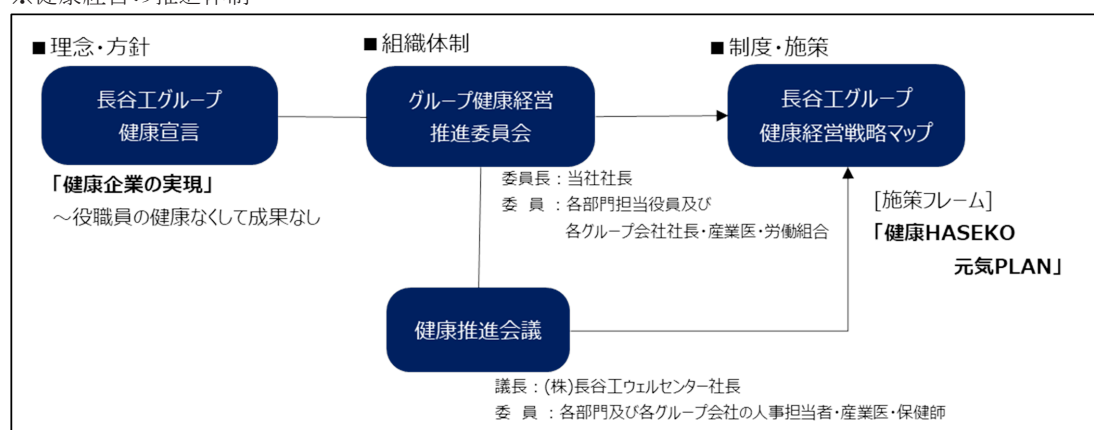 ※健康経営の推進体制
■理念・方針
長谷工グループ
健康宣言
「健康企業の実現」
～役職員の健康なくして成果なし
■組織体制
グループ健康経営
推進委員会
委員長：当社社長
委 員 ：各部門担当役員及び
各グループ会社社長・産業医・労働組合
健康推進会議
議長：(株)長谷工ウェルセンター社長
委 員 ：各部門及び各グループ会社の人事担当者・産業医・保健師
■制度・施策
長谷工グループ
健康経営戦略マップ
[施策フレーム]
「健康HASEKO
元気PLAN」